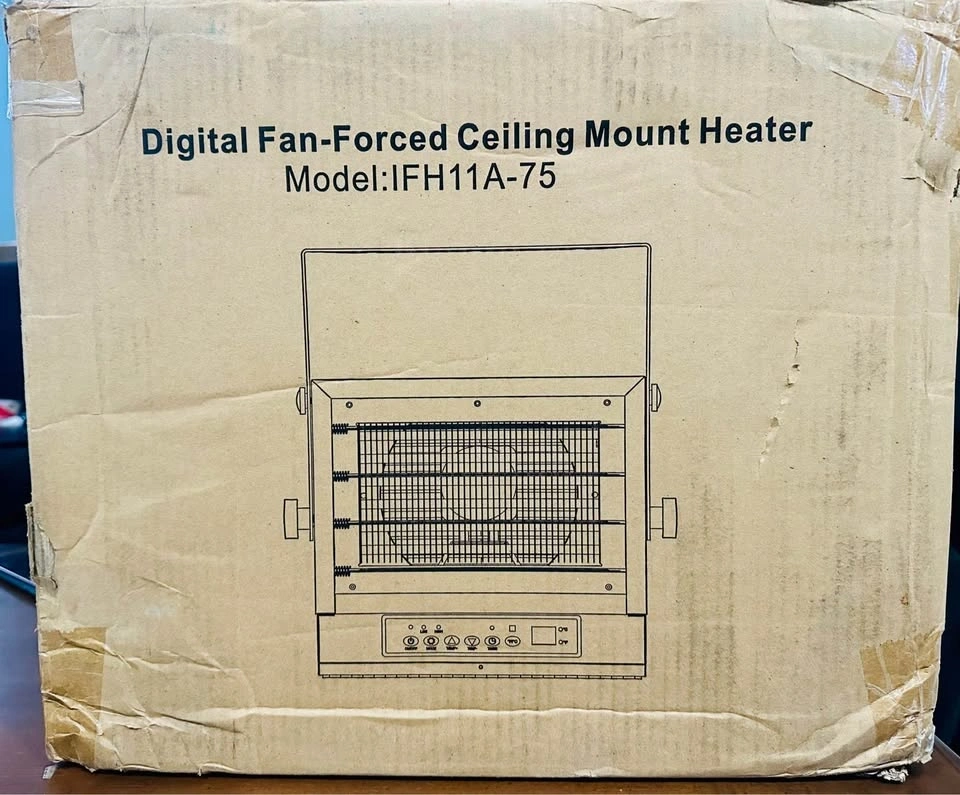 Digital Fan-Forced Ceiling Mount Heater
Model:IFH11A-75